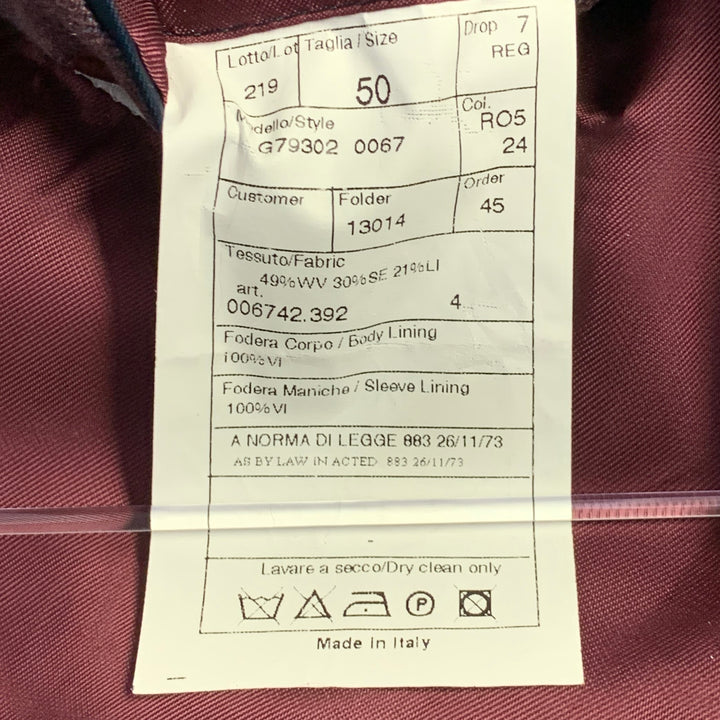 Lotto/Lot Taglia/Size Drop 7
219 50 REG
Modello/Style Col. RO5
G79302 0067 24
Customer Folder Order
13014 45
Tessuto/Fabric
49%WV 30%SE 21%LI
art.
006742.392 4
Fodera Corpo / Body Lining
100%VI
Fodera Maniche / Sleeve Lining
100%VI
A NORMA DI LEGGE 883 26/11/73
AS BY LAW IN ACTED 883 26/11/73
-
Lavare a secco/Dry clean only
P
Made in Italy